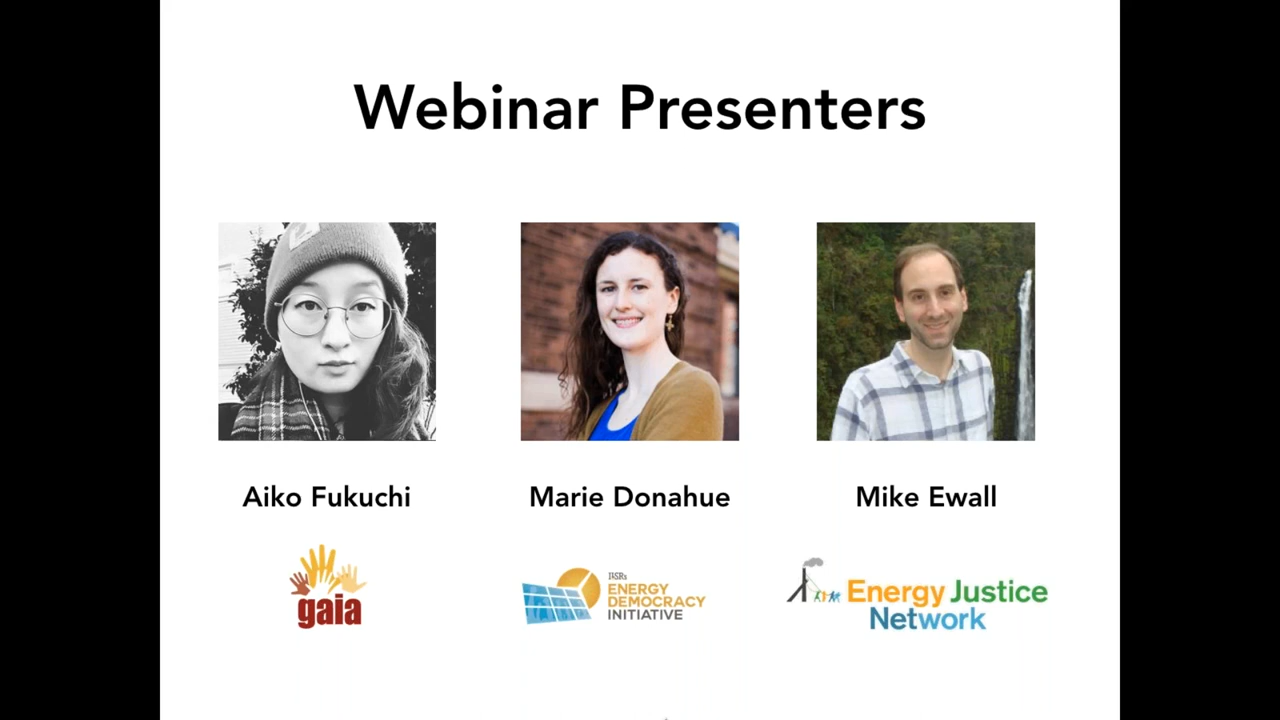 Webinar Presenters
Aiko Fukuchi
Marie Donahue
Mike Ewall
gaia
ILSR's
ENERGY
DEMOCRACY
INITIATIVE
Energy Justice
Network